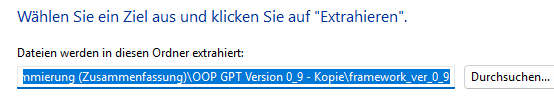 Wählen Sie ein Ziel aus und klicken Sie auf "Extrahieren".
Dateien werden in diesen Ordner extrahiert:
mmierung (Zusammenfassung)\OOP GPT Version 0_9 - Kopie\framework_ver_0_9 Durchsuchen...